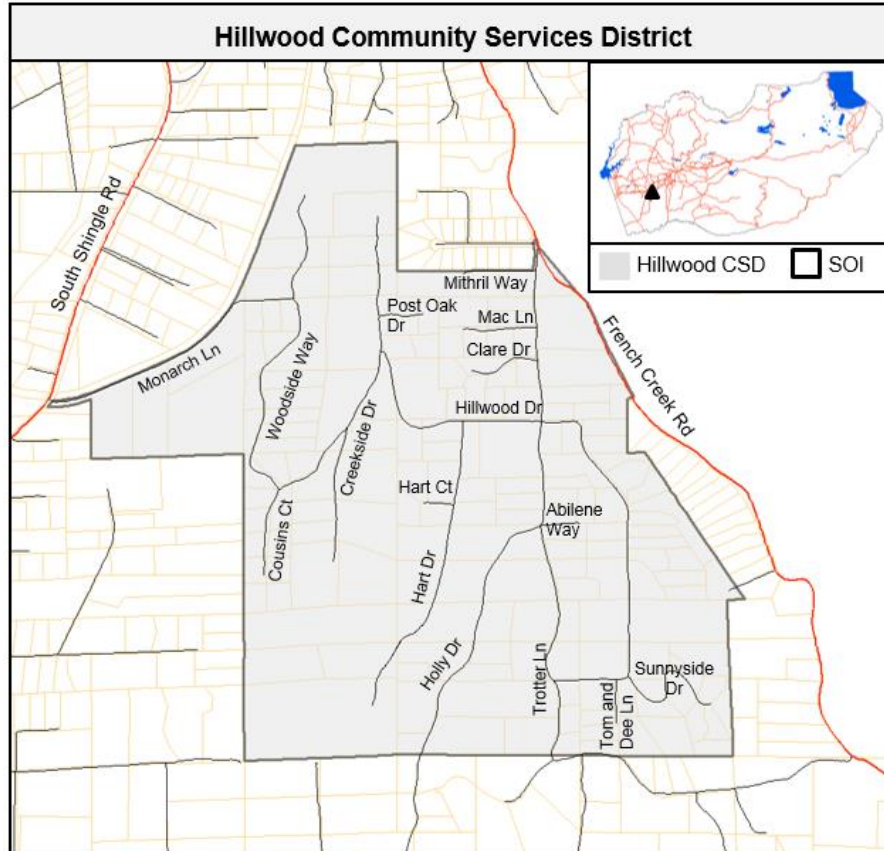 Hillwood Community Services District
Hillwood CSD
SOI
South Shingle Rd
Monarch Ln
Woodside Way
Post Oak
Dr
Mithril Way
Mac Ln
Clare Dr
French Creek Rd
Hillwood Dr
Creekside Dr
Cousins Ct
Hart Ct
Hart Dr
Abilene
Way
Holly Dr
Trotter Ln
Tom and
Dee Ln
Sunnyside
Dr